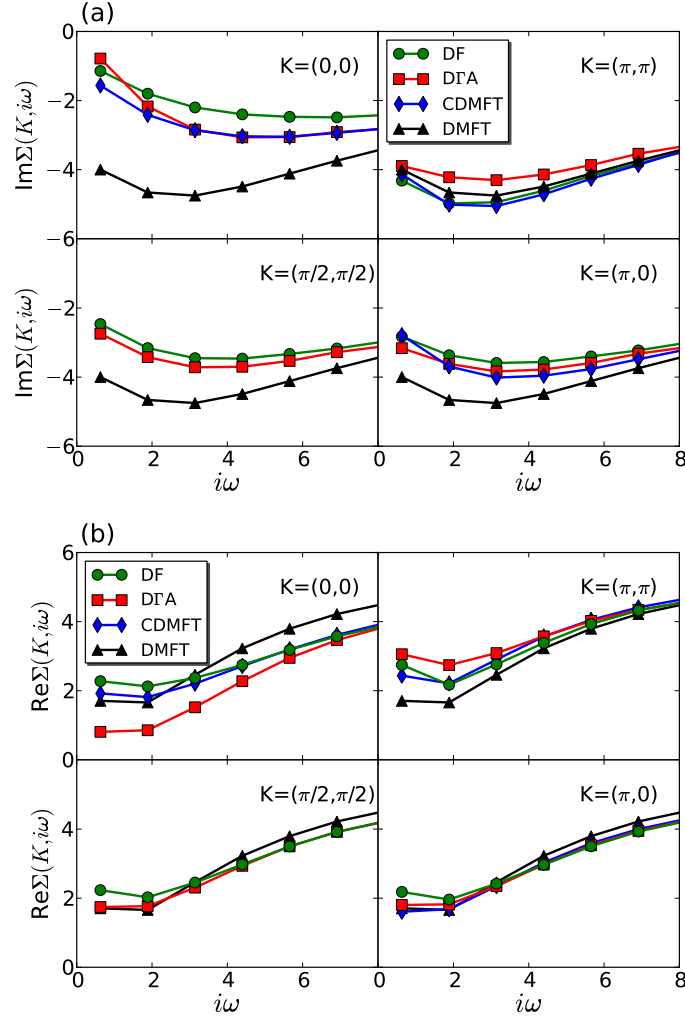 (a)
0
−2
−4
−6
ImΣ(K,iω)
K=(0,0)
DF
DΓA
CDMFT
DMFT
K=(π,π)
−2
−4
−6
ImΣ(K,iω)
K=(π/2,π/2)
K=(π,0)
0 2 4 6 0 2 4 6 8
iω iω
(b)
6
4
2
0
ReΣ(K,iω)
DF
DΓA
CDMFT
DMFT
K=(0,0)
K=(π,π)
4
2
0
ReΣ(K,iω)
K=(π/2,π/2)
K=(π,0)
0 2 4 6 0 2 4 6 8
iω iω